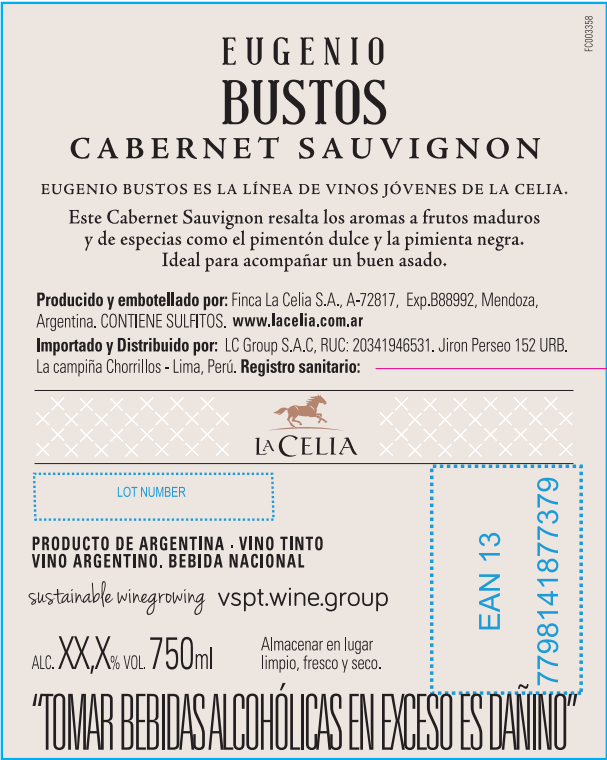 FC003358
EUGENIO
BUSTOS
CABERNET SAUVIGNON
EUGENIO BUSTOS ES LA LÍNEA DE VINOS JÓVENES DE LA CELIA.
Este Cabernet Sauvignon resalta los aromas a frutos maduros
y de especias como el pimentón dulce y la pimienta negra.
Ideal para acompañar un buen asado.
Producido y embotellado por: Finca La Celia S.A., A-72817, Exp.B88992, Mendoza,
Argentina. CONTIENE SULFITOS. www.lacelia.com.ar
Importado y Distribuido por: LC Group S.A.C, RUC: 20341946531. Jiron Perseo 152 URB.
La campiña Chorrillos - Lima, Perú. Registro sanitario:
LA CELIA
LOT NUMBER
PRODUCTO DE ARGENTINA · VINO TINTO
VINO ARGENTINO. BEBIDA NACIONAL
sustainable winegrowing vspt.wine.group
ALC. XX,X% VOL. 750ml
Almacenar en lugar
limpio, fresco y seco.
EAN 13
7798141877379
“TOMAR BEBIDAS ALCOHÓLICAS EN EXCESO ES DAÑINO”